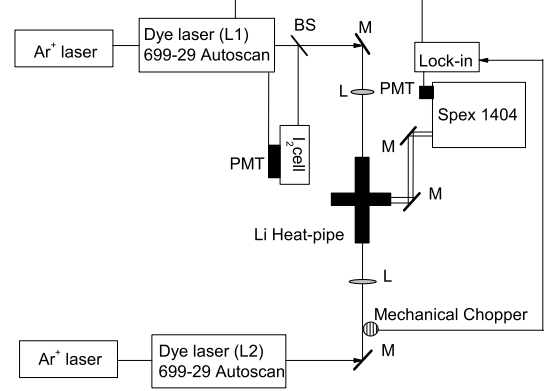 Ar+ laser
Dye laser (L1)
699-29 Autoscan
BS
M
Lock-in
L
PMT
Spex 1404
I2 cell
PMT
M
M
Li Heat-pipe
L
Mechanical Chopper
M
Ar+ laser
Dye laser (L2)
699-29 Autoscan